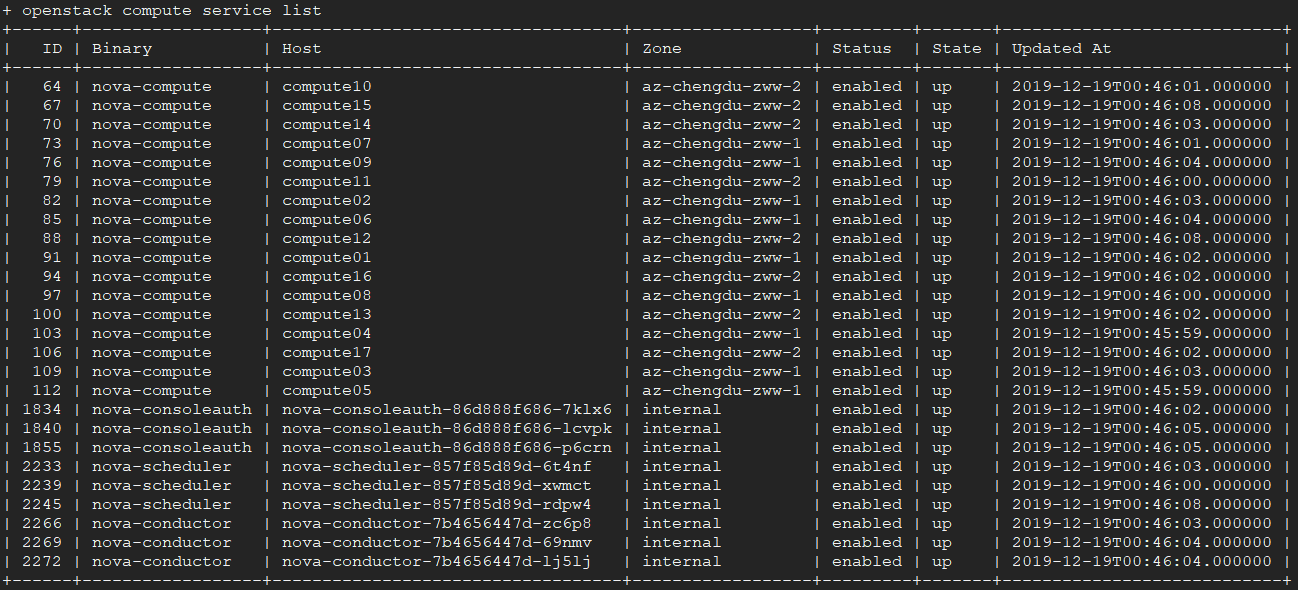 + openstack compute service list
+------+------------------+-----------------------------------+------------------+---------+-------+----------------------------+
|   ID | Binary           | Host                              | Zone             | Status  | State | Updated At                 |
+------+------------------+-----------------------------------+------------------+---------+-------+----------------------------+
|   64 | nova-compute     | compute10                         | az-chengdu-zww-2 | enabled | up    | 2019-12-19T00:46:01.000000 |
|   67 | nova-compute     | compute15                         | az-chengdu-zww-2 | enabled | up    | 2019-12-19T00:46:08.000000 |
|   70 | nova-compute     | compute14                         | az-chengdu-zww-2 | enabled | up    | 2019-12-19T00:46:03.000000 |
|   73 | nova-compute     | compute07                         | az-chengdu-zww-1 | enabled | up    | 2019-12-19T00:46:01.000000 |
|   76 | nova-compute     | compute09                         | az-chengdu-zww-1 | enabled | up    | 2019-12-19T00:46:04.000000 |
|   79 | nova-compute     | compute11                         | az-chengdu-zww-2 | enabled | up    | 2019-12-19T00:46:00.000000 |
|   82 | nova-compute     | compute02                         | az-chengdu-zww-1 | enabled | up    | 2019-12-19T00:46:03.000000 |
|   85 | nova-compute     | compute06                         | az-chengdu-zww-1 | enabled | up    | 2019-12-19T00:46:04.000000 |
|   88 | nova-compute     | compute12                         | az-chengdu-zww-2 | enabled | up    | 2019-12-19T00:46:08.000000 |
|   91 | nova-compute     | compute01                         | az-chengdu-zww-1 | enabled | up    | 2019-12-19T00:46:02.000000 |
|   94 | nova-compute     | compute16                         | az-chengdu-zww-2 | enabled | up    | 2019-12-19T00:46:02.000000 |
|   97 | nova-compute     | compute08                         | az-chengdu-zww-1 | enabled | up    | 2019-12-19T00:46:00.000000 |
|  100 | nova-compute     | compute13                         | az-chengdu-zww-2 | enabled | up    | 2019-12-19T00:46:02.000000 |
|  103 | nova-compute     | compute04                         | az-chengdu-zww-1 | enabled | up    | 2019-12-19T00:45:59.000000 |
|  106 | nova-compute     | compute17                         | az-chengdu-zww-2 | enabled | up    | 2019-12-19T00:46:02.000000 |
|  109 | nova-compute     | compute03                         | az-chengdu-zww-1 | enabled | up    | 2019-12-19T00:46:03.000000 |
|  112 | nova-compute     | compute05                         | az-chengdu-zww-1 | enabled | up    | 2019-12-19T00:45:59.000000 |
| 1834 | nova-consoleauth | nova-consoleauth-86d888f686-7klx6 | internal         | enabled | up    | 2019-12-19T00:46:02.000000 |
| 1840 | nova-consoleauth | nova-consoleauth-86d888f686-lcvpk | internal         | enabled | up    | 2019-12-19T00:46:05.000000 |
| 1855 | nova-consoleauth | nova-consoleauth-86d888f686-p6crn | internal         | enabled | up    | 2019-12-19T00:46:05.000000 |
| 2233 | nova-scheduler   | nova-scheduler-857f85d89d-6t4nf   | internal         | enabled | up    | 2019-12-19T00:46:03.000000 |
| 2239 | nova-scheduler   | nova-scheduler-857f85d89d-xwmct   | internal         | enabled | up    | 2019-12-19T00:46:00.000000 |
| 2245 | nova-scheduler   | nova-scheduler-857f85d89d-rdpw4   | internal         | enabled | up    | 2019-12-19T00:46:08.000000 |
| 2266 | nova-conductor   | nova-conductor-7b4656447d-zc6p8   | internal         | enabled | up    | 2019-12-19T00:46:03.000000 |
| 2269 | nova-conductor   | nova-conductor-7b4656447d-69nmv   | internal         | enabled | up    | 2019-12-19T00:46:04.000000 |
| 2272 | nova-conductor   | nova-conductor-7b4656447d-lj5lj   | internal         | enabled | up    | 2019-12-19T00:46:04.000000 |
+------+------------------+-----------------------------------+------------------+---------+-------+----------------------------+